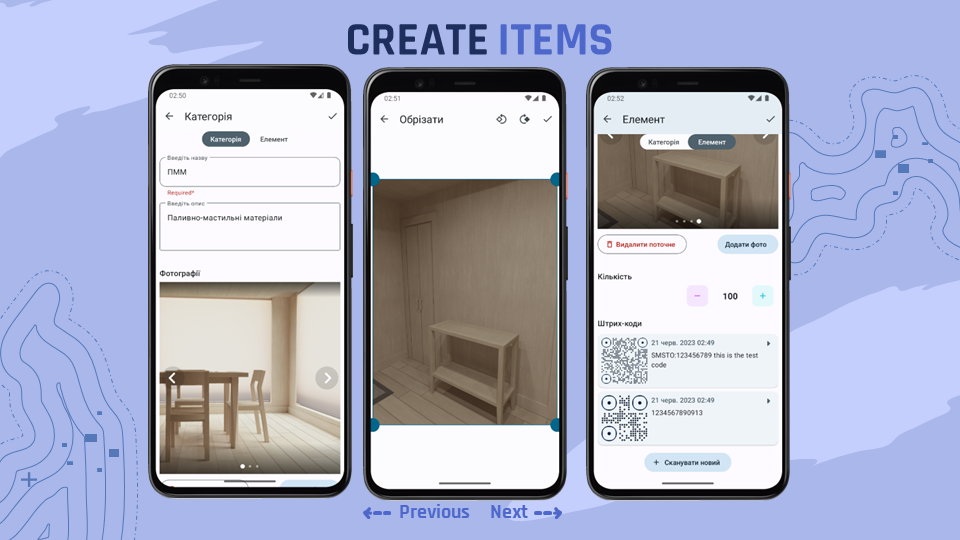 CREATE ITEMS
02:50
Категорія
Категорія Елемент
Введіть назву
ПММ
Required*
Введіть опис
Паливно-мастильні матеріали
Фотографії
02:51
Обрізати
02:52
Елемент
Категорія Елемент
Видалити поточне Додати фото
Кількість
− 100 +
Штрих-коди
21 черв. 2023 02:49
SMSTO:123456789 this is the test
code
21 черв. 2023 02:49
1234567890913
+ Сканувати новий
Previous Next